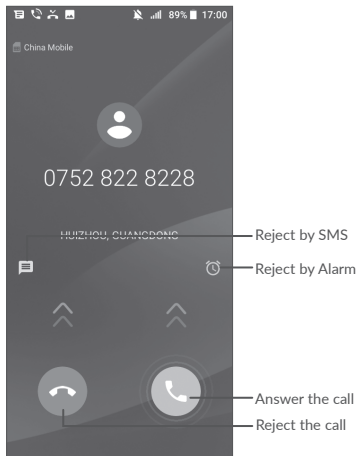 89% 17:00
China Mobile
0752 822 8228
HUIZHOU, GUANGDONG
Reject by SMS
Reject by Alarm
Answer the call
Reject the call